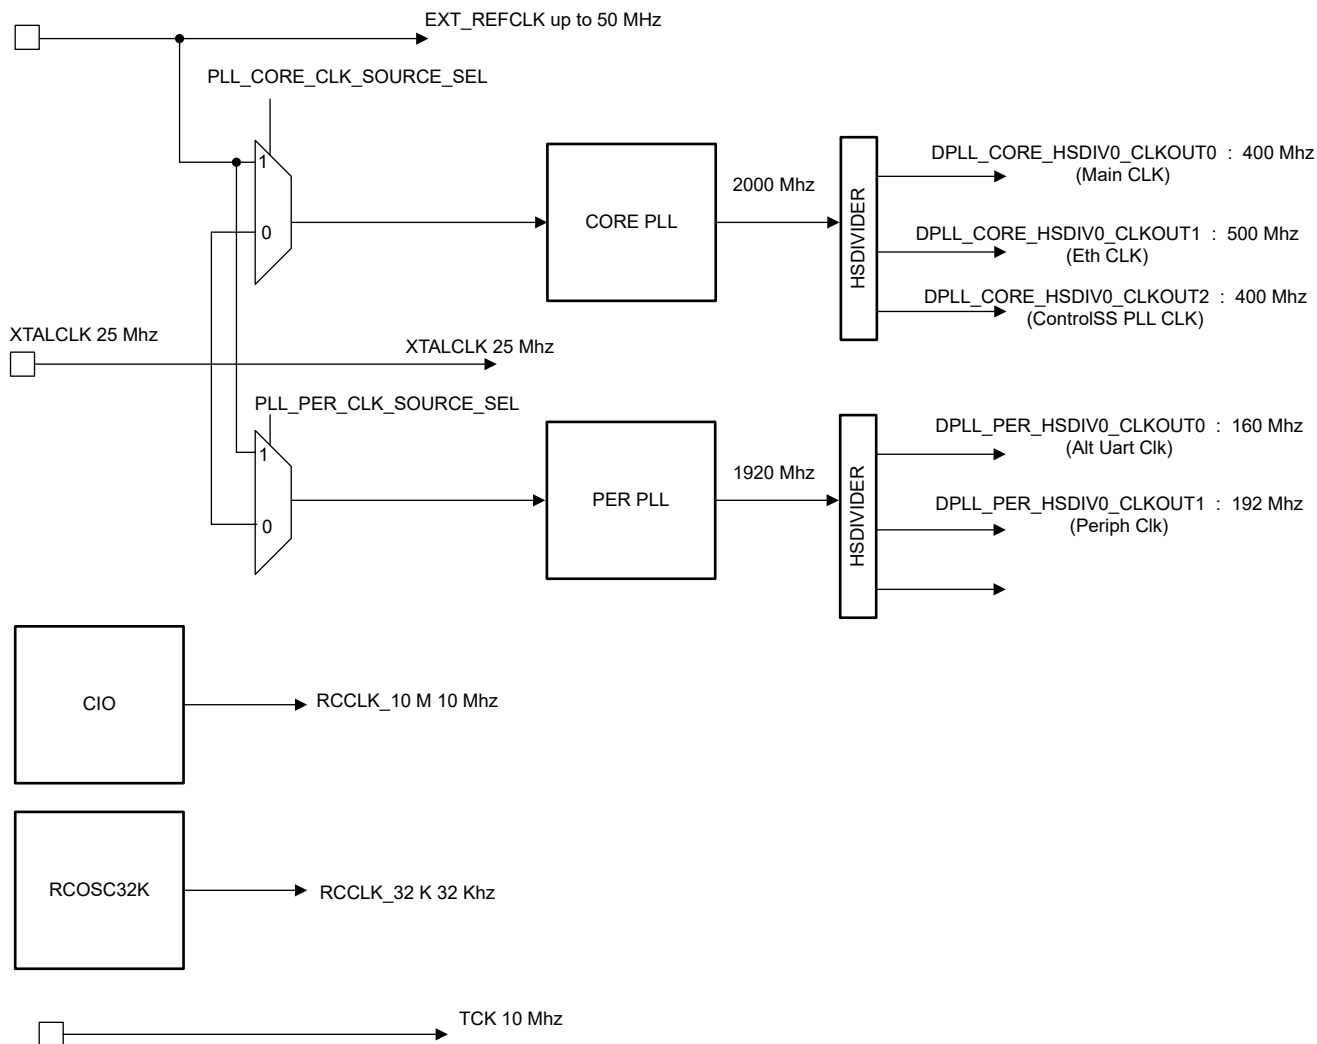 EXT_REFCLK up to 50 MHz
PLL_CORE_CLK_SOURCE_SEL
1
0
CORE PLL
2000 Mhz
HSDIVIDER
DPLL_CORE_HSDIV0_CLKOUT0 : 400 Mhz
(Main CLK)
DPLL_CORE_HSDIV0_CLKOUT1 : 500 Mhz
(Eth CLK)
DPLL_CORE_HSDIV0_CLKOUT2 : 400 Mhz
(ControlSS PLL CLK)
XTALCLK 25 Mhz
XTALCLK 25 Mhz
PLL_PER_CLK_SOURCE_SEL
1
0
PER PLL
1920 Mhz
HSDIVIDER
DPLL_PER_HSDIV0_CLKOUT0 : 160 Mhz
(Alt Uart Clk)
DPLL_PER_HSDIV0_CLKOUT1 : 192 Mhz
(Periph Clk)
CIO
RCCLK_10 M 10 Mhz
RCOSC32K
RCCLK_32 K 32 Khz
TCK 10 Mhz